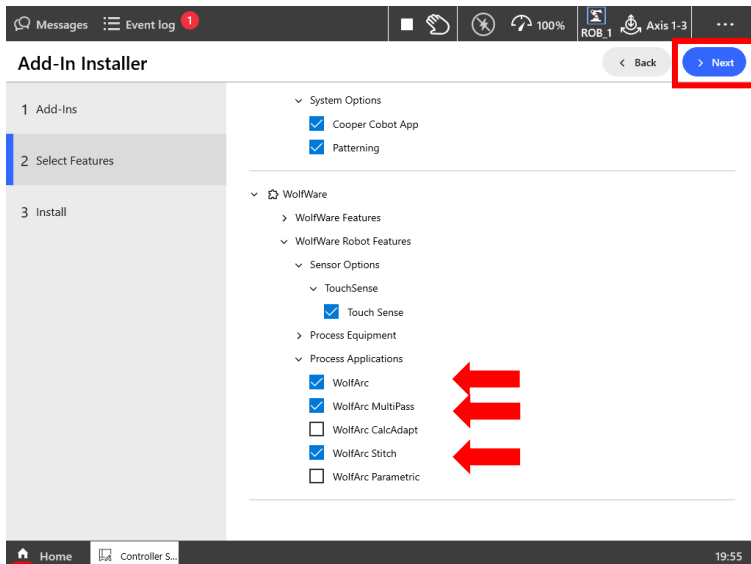 Messages Event log 1 100% ROB_1 Axis 1-3 ...
Add-In Installer Back Next
1 Add-Ins
2 Select Features
3 Install
System Options
Cooper Cobot App
Patterning
WolfWare
WolfWare Features
WolfWare Robot Features
Sensor Options
TouchSense
Touch Sense
Process Equipment
Process Applications
WolfArc
WolfArc MultiPass
WolfArc CalcAdapt
WolfArc Stitch
WolfArc Parametric
Home Controller S... 19:55